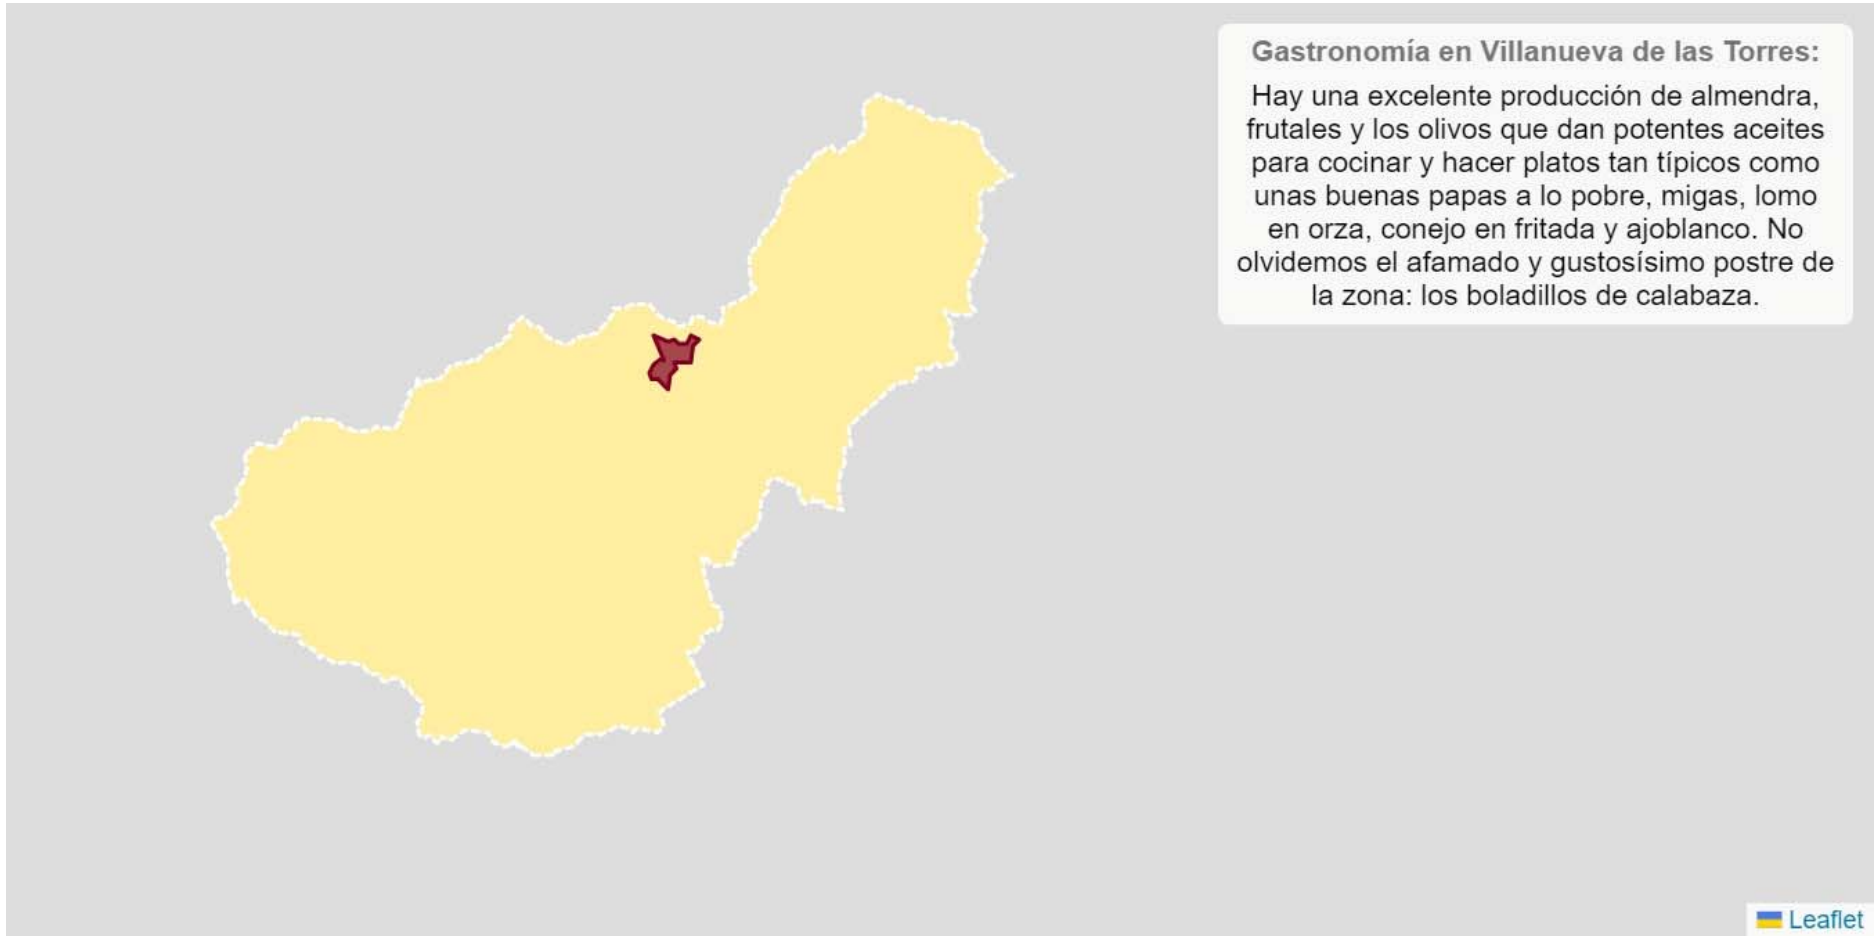 Gastronomía en Villanueva de las Torres:
Hay una excelente producción de almendra,
frutales y los olivos que dan potentes aceites
para cocinar y hacer platos tan típicos como
unas buenas papas a lo pobre, migas, lomo
en orza, conejo en fritada y ajoblanco. No
olvidemos el afamado y gustosísimo postre de
la zona: los boladillos de calabaza.
Leaflet